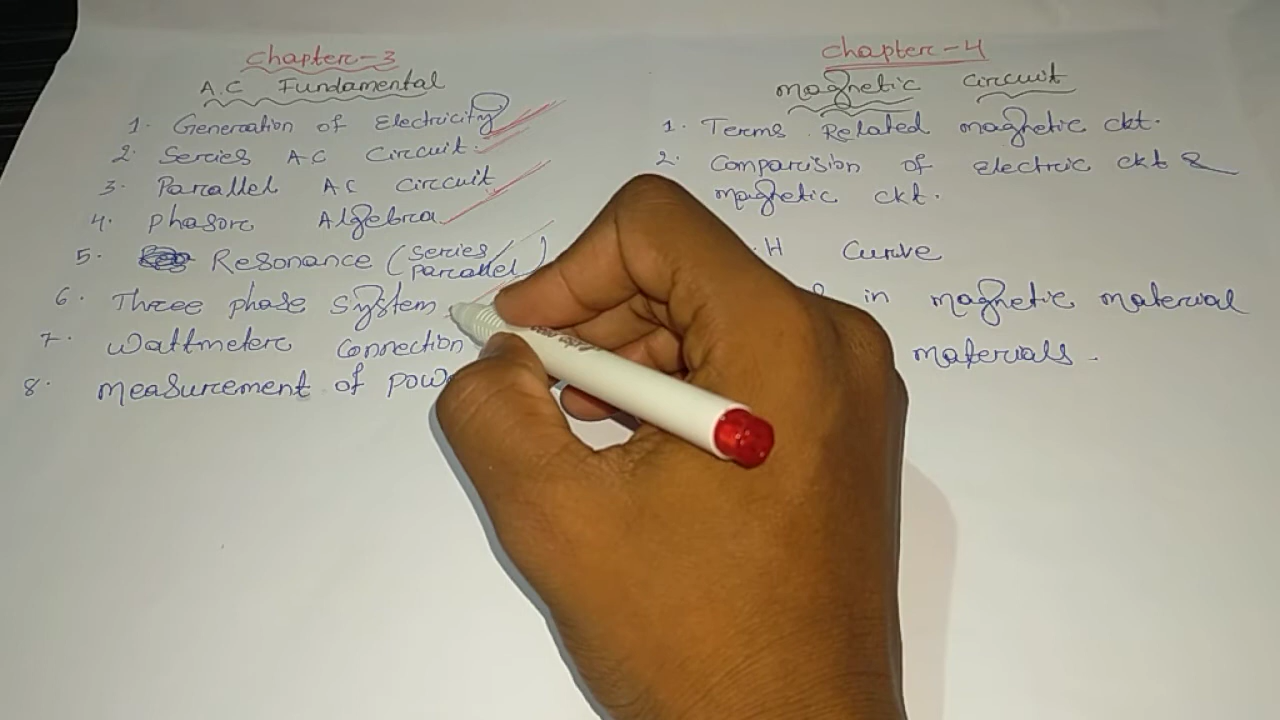 Chapter-3
A.C Fundamental
1. Generation of Electricity
2. Series AC Circuit
3. Parallel AC Circuit
4. Phasor Algebra
5. Resonance (Series/Parallel)
6. Three phase System
7. Wattmeter Connection
8. Measurement of
Chapter-4
Magnetic Circuit
1. Terms Related magnetic ckt.
2. Comparision of electric ckt &
magnetic ckt.
H Curve
in magnetic material
materials.